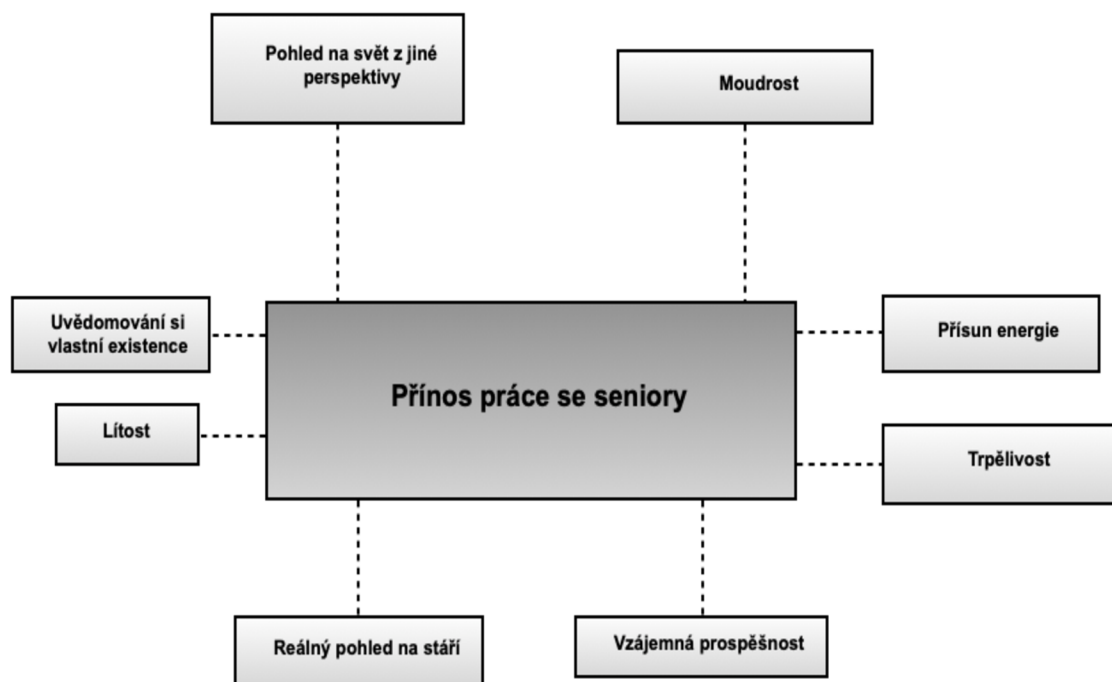 Pohled na svět z jiné
perspektivy
Moudrost
Uvědomování si
vlastní existence
Přísun energie
Přínos práce se seniory
Lítost
Trpělivost
Reálný pohled na stáří
Vzájemná prospěšnost